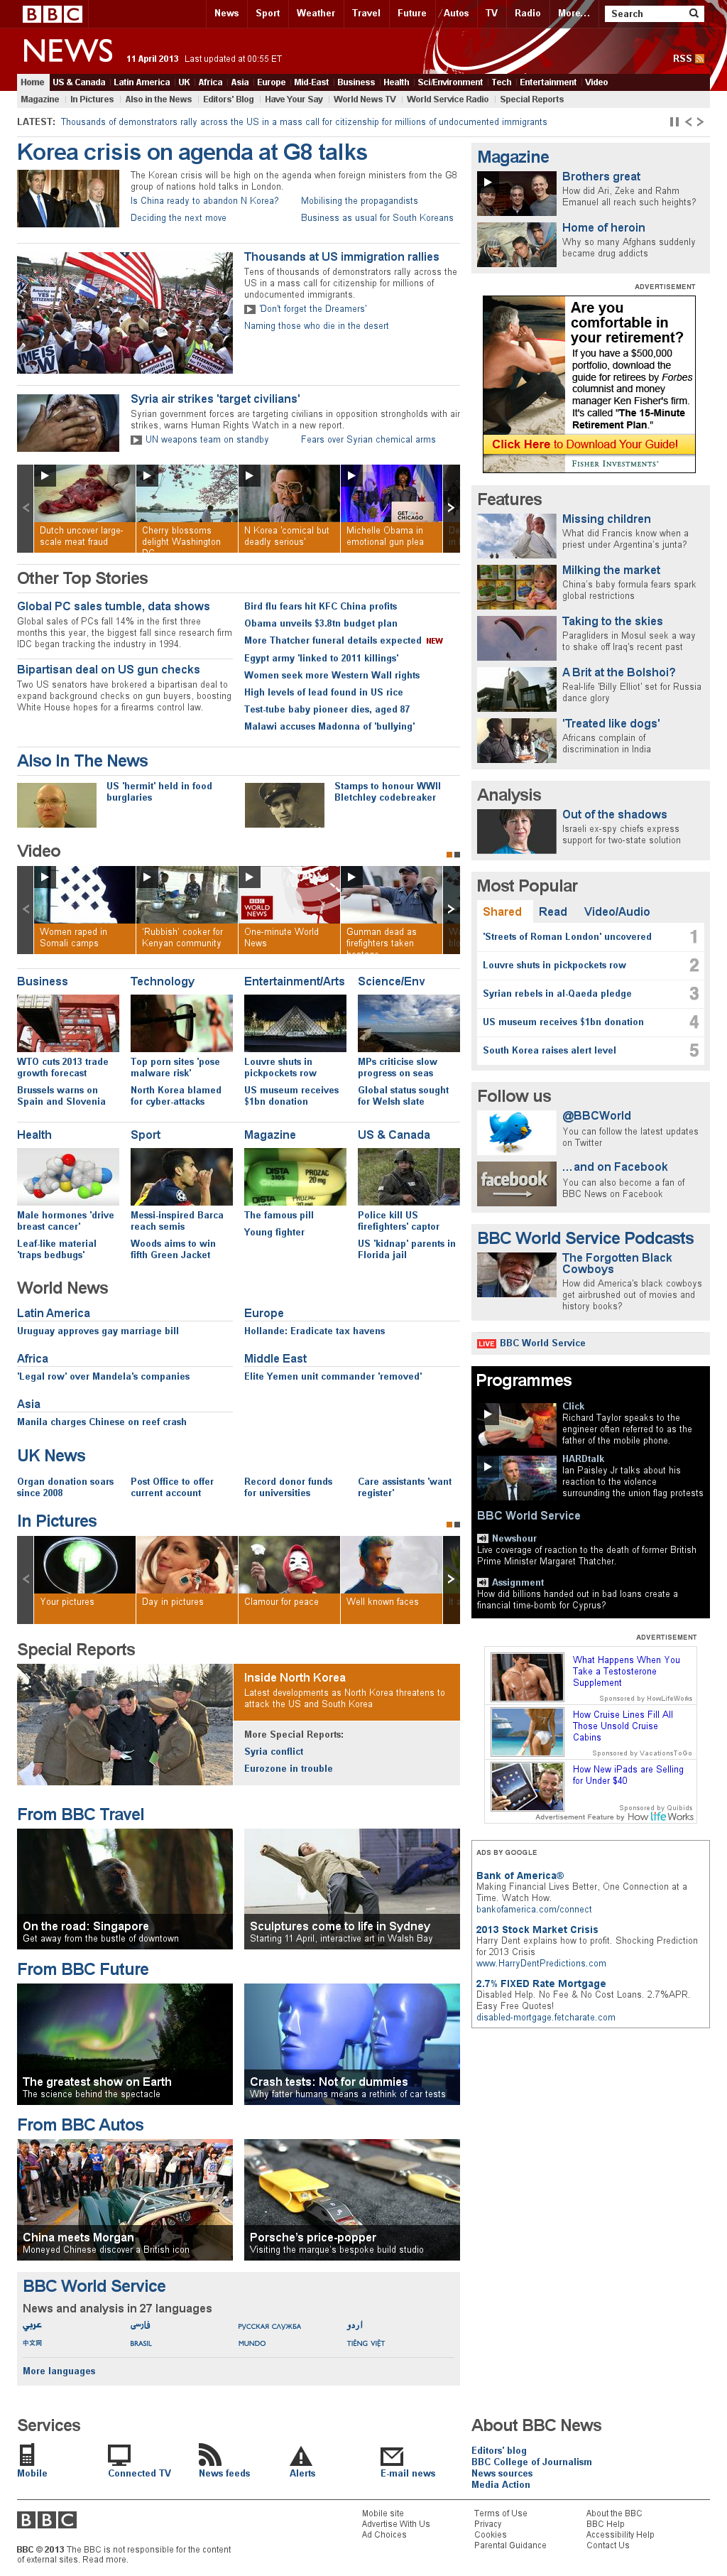 BBC
News Sport Weather Travel Future Autos TV Radio More... Search
NEWS
11 April 2013 Last updated at 00:55 ET
RSS
Home US & Canada Latin America UK Africa Asia Europe Mid-East Business Health Sci/Environment Tech Entertainment Video
Magazine In Pictures Also in the News Editors' Blog Have Your Say World News TV World Service Radio Special Reports
LATEST: Thousands of demonstrators rally across the US in a mass call for citizenship for millions of undocumented immigrants
Korea crisis on agenda at G8 talks
The Korean crisis will be high on the agenda when foreign ministers from the G8
group of nations hold talks in London.
Is China ready to abandon N Korea?
Mobilising the propagandists
Deciding the next move
Business as usual for South Koreans
Thousands at US immigration rallies
Tens of thousands of demonstrators rally across the
US in a mass call for citizenship for millions of
undocumented immigrants.
'Don't forget the Dreamers'
Naming those who die in the desert
Syria air strikes 'target civilians'
Syrian government forces are targeting civilians in opposition strongholds with air
strikes, warns Human Rights Watch in a new report.
UN weapons team on standby
Fears over Syrian chemical arms
Dutch uncover large-
scale meat fraud
Cherry blossoms
delight Washington
DC
N Korea 'comical but
deadly serious'
GET CHICAGO
Michelle Obama in
emotional gun plea
Other Top Stories
Global PC sales tumble, data shows
Global sales of PCs fall 14% in the first three
months this year, the biggest fall since research firm
IDC began tracking the industry in 1994.
Bipartisan deal on US gun checks
Two US senators have brokered a bipartisan deal to
expand background checks on gun buyers, boosting
White House hopes for a firearms control law.
Bird flu fears hit KFC China profits
Obama unveils $3.8tn budget plan
More Thatcher funeral details expected NEW
Egypt army 'linked to 2011 killings'
Women seek more Western Wall rights
High levels of lead found in US rice
Test-tube baby pioneer dies, aged 87
Malawi accuses Madonna of 'bullying'
Also In The News
US 'hermit' held in food
burglaries
Stamps to honour WWII
Bletchley codebreaker
Video
Women raped in
Somali camps
'Rubbish' cooker for
Kenyan community
BBC
WORLD
NEWS
One-minute World
News
Gunman dead as
firefighters taken
hostage
Business
WTO cuts 2013 trade
growth forecast
Brussels warns on
Spain and Slovenia
Technology
Top porn sites 'pose
malware risk'
North Korea blamed
for cyber-attacks
Entertainment/Arts
Louvre shuts in
pickpockets row
US museum receives
$1bn donation
Science/Env
MPs criticise slow
progress on seas
Global status sought
for Welsh slate
Health
Male hormones 'drive
breast cancer'
Leaf-like material
'traps bedbugs'
Sport
Messi-inspired Barca
reach semis
Woods aims to win
fifth Green Jacket
Magazine
DISTA
3105
PROZAC
20 mg
The famous pill
Young fighter
US & Canada
Police kill US
firefighters' captor
US 'kidnap' parents in
Florida jail
World News
Latin America
Uruguay approves gay marriage bill
Europe
Hollande: Eradicate tax havens
Africa
'Legal row' over Mandela's companies
Middle East
Elite Yemen unit commander 'removed'
Asia
Manila charges Chinese on reef crash
UK News
Organ donation soars
since 2008
Post Office to offer
current account
Record donor funds
for universities
Care assistants 'want
register'
In Pictures
Your pictures
Day in pictures
Clamour for peace
Well known faces
Special Reports
Inside North Korea
Latest developments as North Korea threatens to
attack the US and South Korea
More Special Reports:
Syria conflict
Eurozone in trouble
From BBC Travel
On the road: Singapore
Get away from the bustle of downtown
Sculptures come to life in Sydney
Starting 11 April, interactive art in Walsh Bay
From BBC Future
The greatest show on Earth
The science behind the spectacle
Crash tests: Not for dummies
Why fatter humans means a rethink of car tests
From BBC Autos
China meets Morgan
Moneyed Chinese discover a British icon
Porsche's price-popper
Visiting the marque's bespoke build studio
BBC World Service
News and analysis in 27 languages
عربي فارسی РУССКАЯ СЛУЖБА اردو
中文网 BRASIL MUNDO TIẾNG VIỆT
More languages
Magazine
Brothers great
How did Ari, Zeke and Rahm
Emanuel all reach such heights?
Home of heroin
Why so many Afghans suddenly
became drug addicts
ADVERTISEMENT
Are you
comfortable in
your retirement?
If you have a $500,000
portfolio, download the
guide for retirees by Forbes
columnist and money
manager Ken Fisher's firm.
It's called "The 15-Minute
Retirement Plan."
Click Here to Download Your Guide!
FISHER INVESTMENTS
Features
Missing children
What did Francis know when a
priest under Argentina's junta?
Milking the market
China's baby formula fears spark
global restrictions
Taking to the skies
Paragliders in Mosul seek a way
to shake off Iraq's recent past
A Brit at the Bolshoi?
Real-life 'Billy Elliot' set for Russia
dance glory
'Treated like dogs'
Africans complain of
discrimination in India
Analysis
Out of the shadows
Israeli ex-spy chiefs express
support for two-state solution
Most Popular
Shared Read Video/Audio
'Streets of Roman London' uncovered 1
Louvre shuts in pickpockets row 2
Syrian rebels in al-Qaeda pledge 3
US museum receives $1bn donation 4
South Korea raises alert level 5
Follow us
@BBCWorld
You can follow the latest updates
on Twitter
facebook
...and on Facebook
You can also become a fan of
BBC News on Facebook
BBC World Service Podcasts
The Forgotten Black
Cowboys
How did America's black cowboys
get airbrushed out of movies and
history books?
LIVE BBC World Service
Programmes
Click
Richard Taylor speaks to the
engineer often referred to as the
father of the mobile phone.
HARDtalk
Ian Paisley Jr talks about his
reaction to the violence
surrounding the union flag protests
BBC World Service
Newshour
Live coverage of reaction to the death of former British
Prime Minister Margaret Thatcher.
Assignment
How did billions handed out in bad loans create a
financial time-bomb for Cyprus?
ADVERTISEMENT
What Happens When You
Take a Testosterone
Supplement
Sponsored by HowLifeWorks
How Cruise Lines Fill All
Those Unsold Cruise
Cabins
Sponsored by VacationsToGo
How New iPads are Selling
for Under $40
Sponsored by Quibids
Advertisement Feature by How life Works
ADS BY GOOGLE
Bank of America®
Making Financial Lives Better, One Connection at a
Time. Watch How.
bankofamerica.com/connect
2013 Stock Market Crisis
Harry Dent explains how to profit. Shocking Prediction
for 2013 Crisis
www.HarryDentPredictions.com
2.7% FIXED Rate Mortgage
Disabled Help. No Fee & No Cost Loans. 2.7%APR.
Easy Free Quotes!
disabled-mortgage.fetcharate.com
Services
Mobile
Connected TV
News feeds
Alerts
E-mail news
About BBC News
Editors' blog
BBC College of Journalism
News sources
Media Action
BBC
BBC © 2013 The BBC is not responsible for the content
of external sites. Read more.
Mobile site
Advertise With Us
Ad Choices
Terms of Use
Privacy
Cookies
Parental Guidance
About the BBC
BBC Help
Accessibility Help
Contact Us